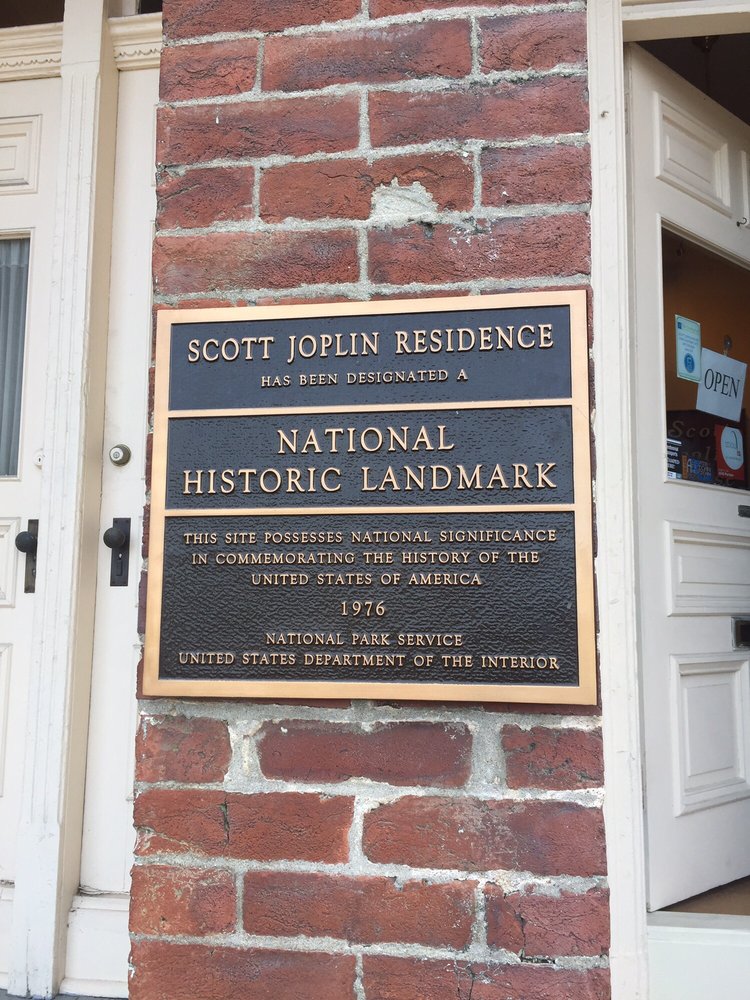 SCOTT JOPLIN RESIDENCE
HAS BEEN DESIGNATED A
NATIONAL
HISTORIC LANDMARK
THIS SITE POSSESSES NATIONAL SIGNIFICANCE
IN COMMEMORATING THE HISTORY OF THE
UNITED STATES OF AMERICA
1976
NATIONAL PARK SERVICE
UNITED STATES DEPARTMENT OF THE INTERIOR
OPEN